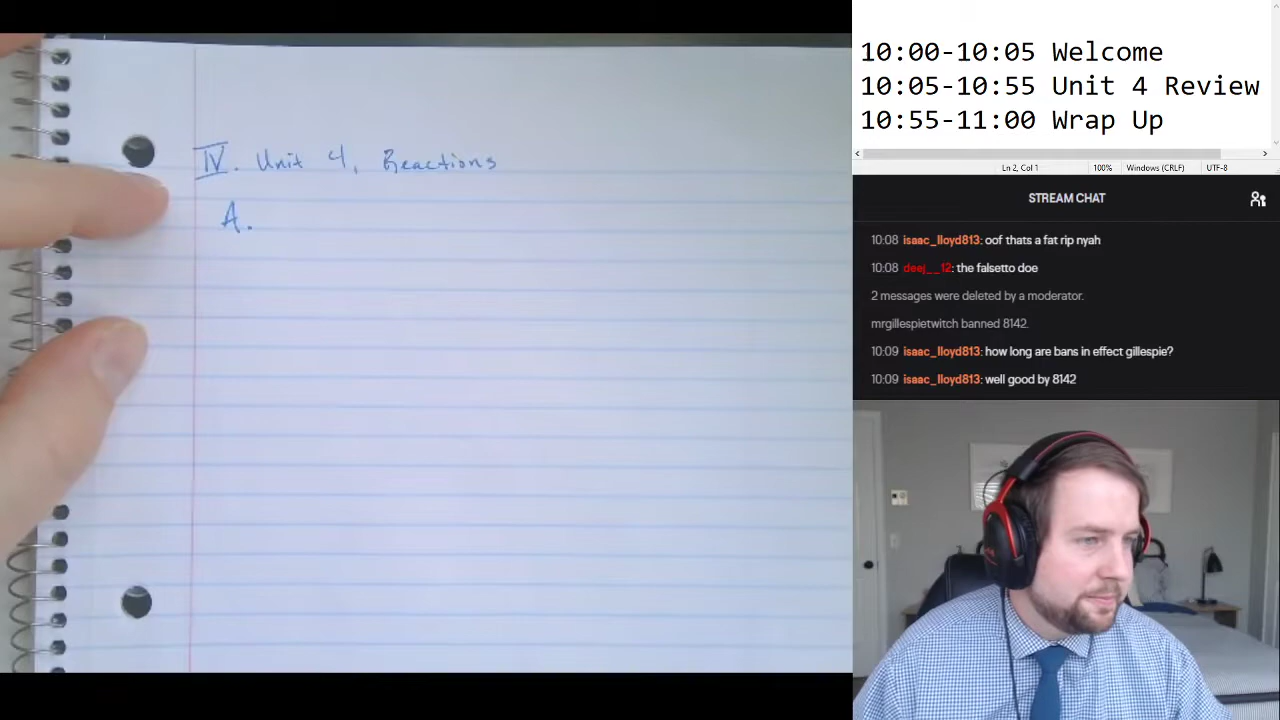 IV. Unit 4, Reactions
A.
10:00-10:05 Welcome
10:05-10:55 Unit 4 Review
10:55-11:00 Wrap Up
Ln 2, Col 1 100% Windows (CRLF) UTF-8
STREAM CHAT
10:08 isaac_lloyd813: oof thats a fat rip nyah
10:08 deej__12: the falsetto doe
2 messages were deleted by a moderator.
mrgillespietwitch banned 8142.
10:09 isaac_lloyd813: how long are bans in effect gillespie?
10:09 isaac_lloyd813: well good by 8142